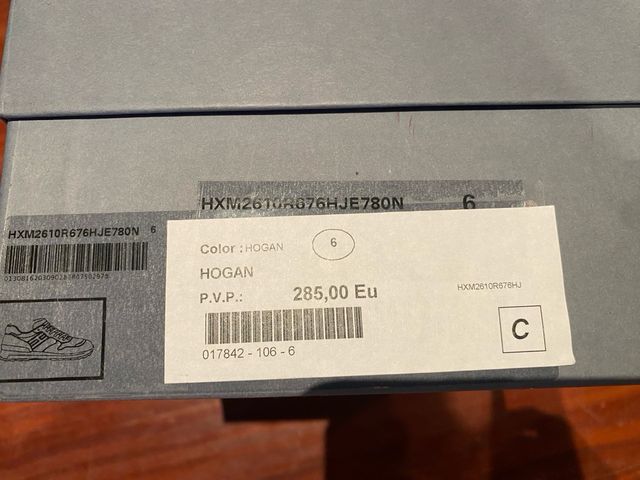 HXM2610R676HJE780N 6
HXM2610R676HJE780N 6
Color : HOGAN 6
HOGAN
P.V.P.: 285,00 Eu
HXM2610R676HJ
C
017842 - 106 - 6